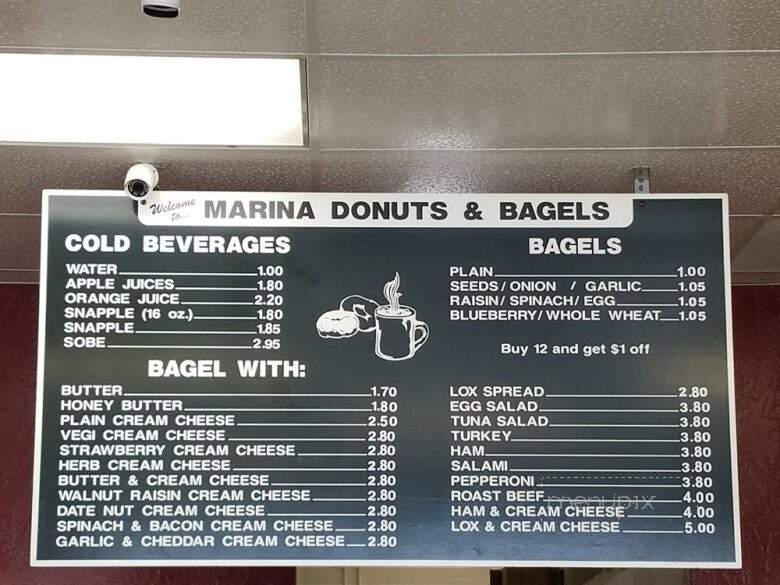 Welcome to... MARINA DONUTS & BAGELS
COLD BEVERAGES
WATER 1.00
APPLE JUICES 1.80
ORANGE JUICE 2.20
SNAPPLE (16 oz.) 1.80
SNAPPLE 1.85
SOBE 2.95
BAGELS
PLAIN 1.00
SEEDS/ONION / GARLIC 1.05
RAISIN/SPINACH/EGG 1.05
BLUEBERRY/WHOLE WHEAT 1.05
Buy 12 and get $1 off
BAGEL WITH:
BUTTER 1.70
HONEY BUTTER 1.80
PLAIN CREAM CHEESE 2.50
VEGI CREAM CHEESE 2.80
STRAWBERRY CREAM CHEESE 2.80
HERB CREAM CHEESE 2.80
BUTTER & CREAM CHEESE 2.80
WALNUT RAISIN CREAM CHEESE 2.80
DATE NUT CREAM CHEESE 2.80
SPINACH & BACON CREAM CHEESE 2.80
GARLIC & CHEDDAR CREAM CHEESE 2.80
LOX SPREAD 2.80
EGG SALAD 3.80
TUNA SALAD 3.80
TURKEY 3.80
HAM 3.80
SALAMI 3.80
PEPPERONI 3.80
ROAST BEEF 4.00
HAM & CREAM CHEESE 4.00
LOX & CREAM CHEESE 5.00
menupix